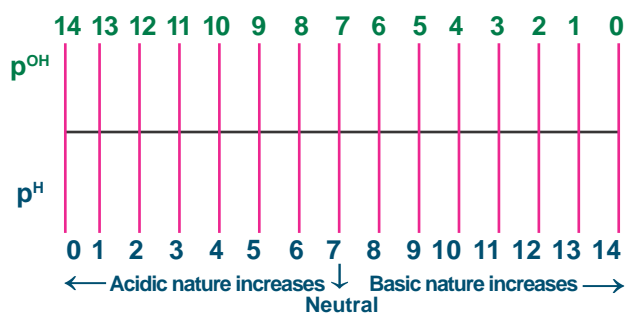 14 13 12 11 10 9 8 7 6 5 4 3 2 1 0
pOH
pH
0 1 2 3 4 5 6 7 8 9 10 11 12 13 14
← Acidic nature increases ↓ Basic nature increases →
Neutral